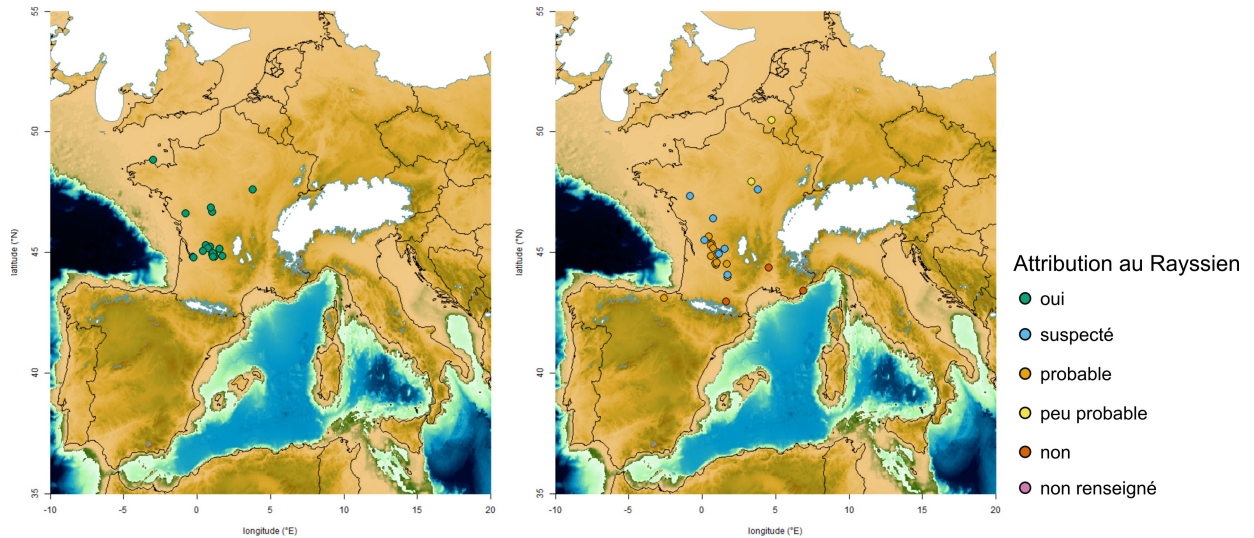 55
50
45
40
35
latitude (°N)
-10 -5 0 5 10 15 20
longitude (°E)
55
50
45
40
35
latitude (°N)
-10 -5 0 5 10 15 20
longitude (°E)
Attribution au Rayssien
oui
suspecté
probable
peu probable
non
non renseigné